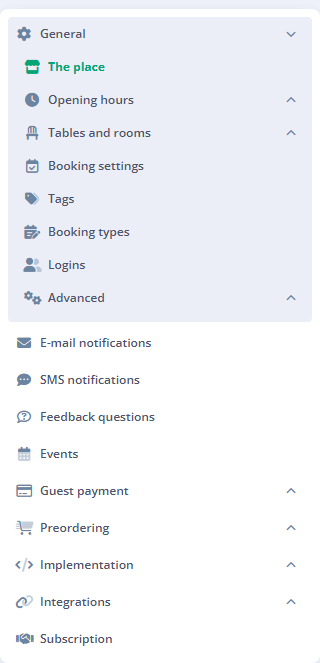 General
The place
Opening hours
Tables and rooms
Booking settings
Tags
Booking types
Logins
Advanced
E-mail notifications
SMS notifications
Feedback questions
Events
Guest payment
Preordering
Implementation
Integrations
Subscription